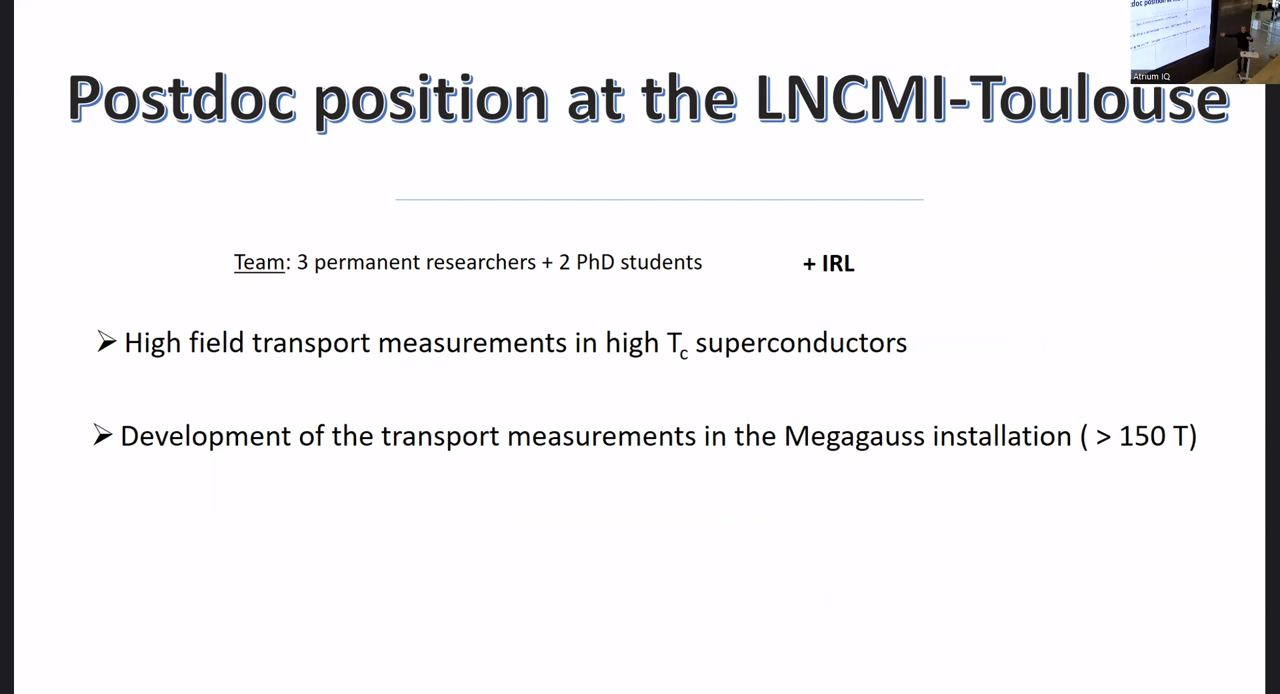 Postdoc position at the LNCMI-Toulouse
Atrium IQ
Team: 3 permanent researchers + 2 PhD students + IRL
➢ High field transport measurements in high Tc superconductors
➢ Development of the transport measurements in the Megagauss installation ( > 150 T)